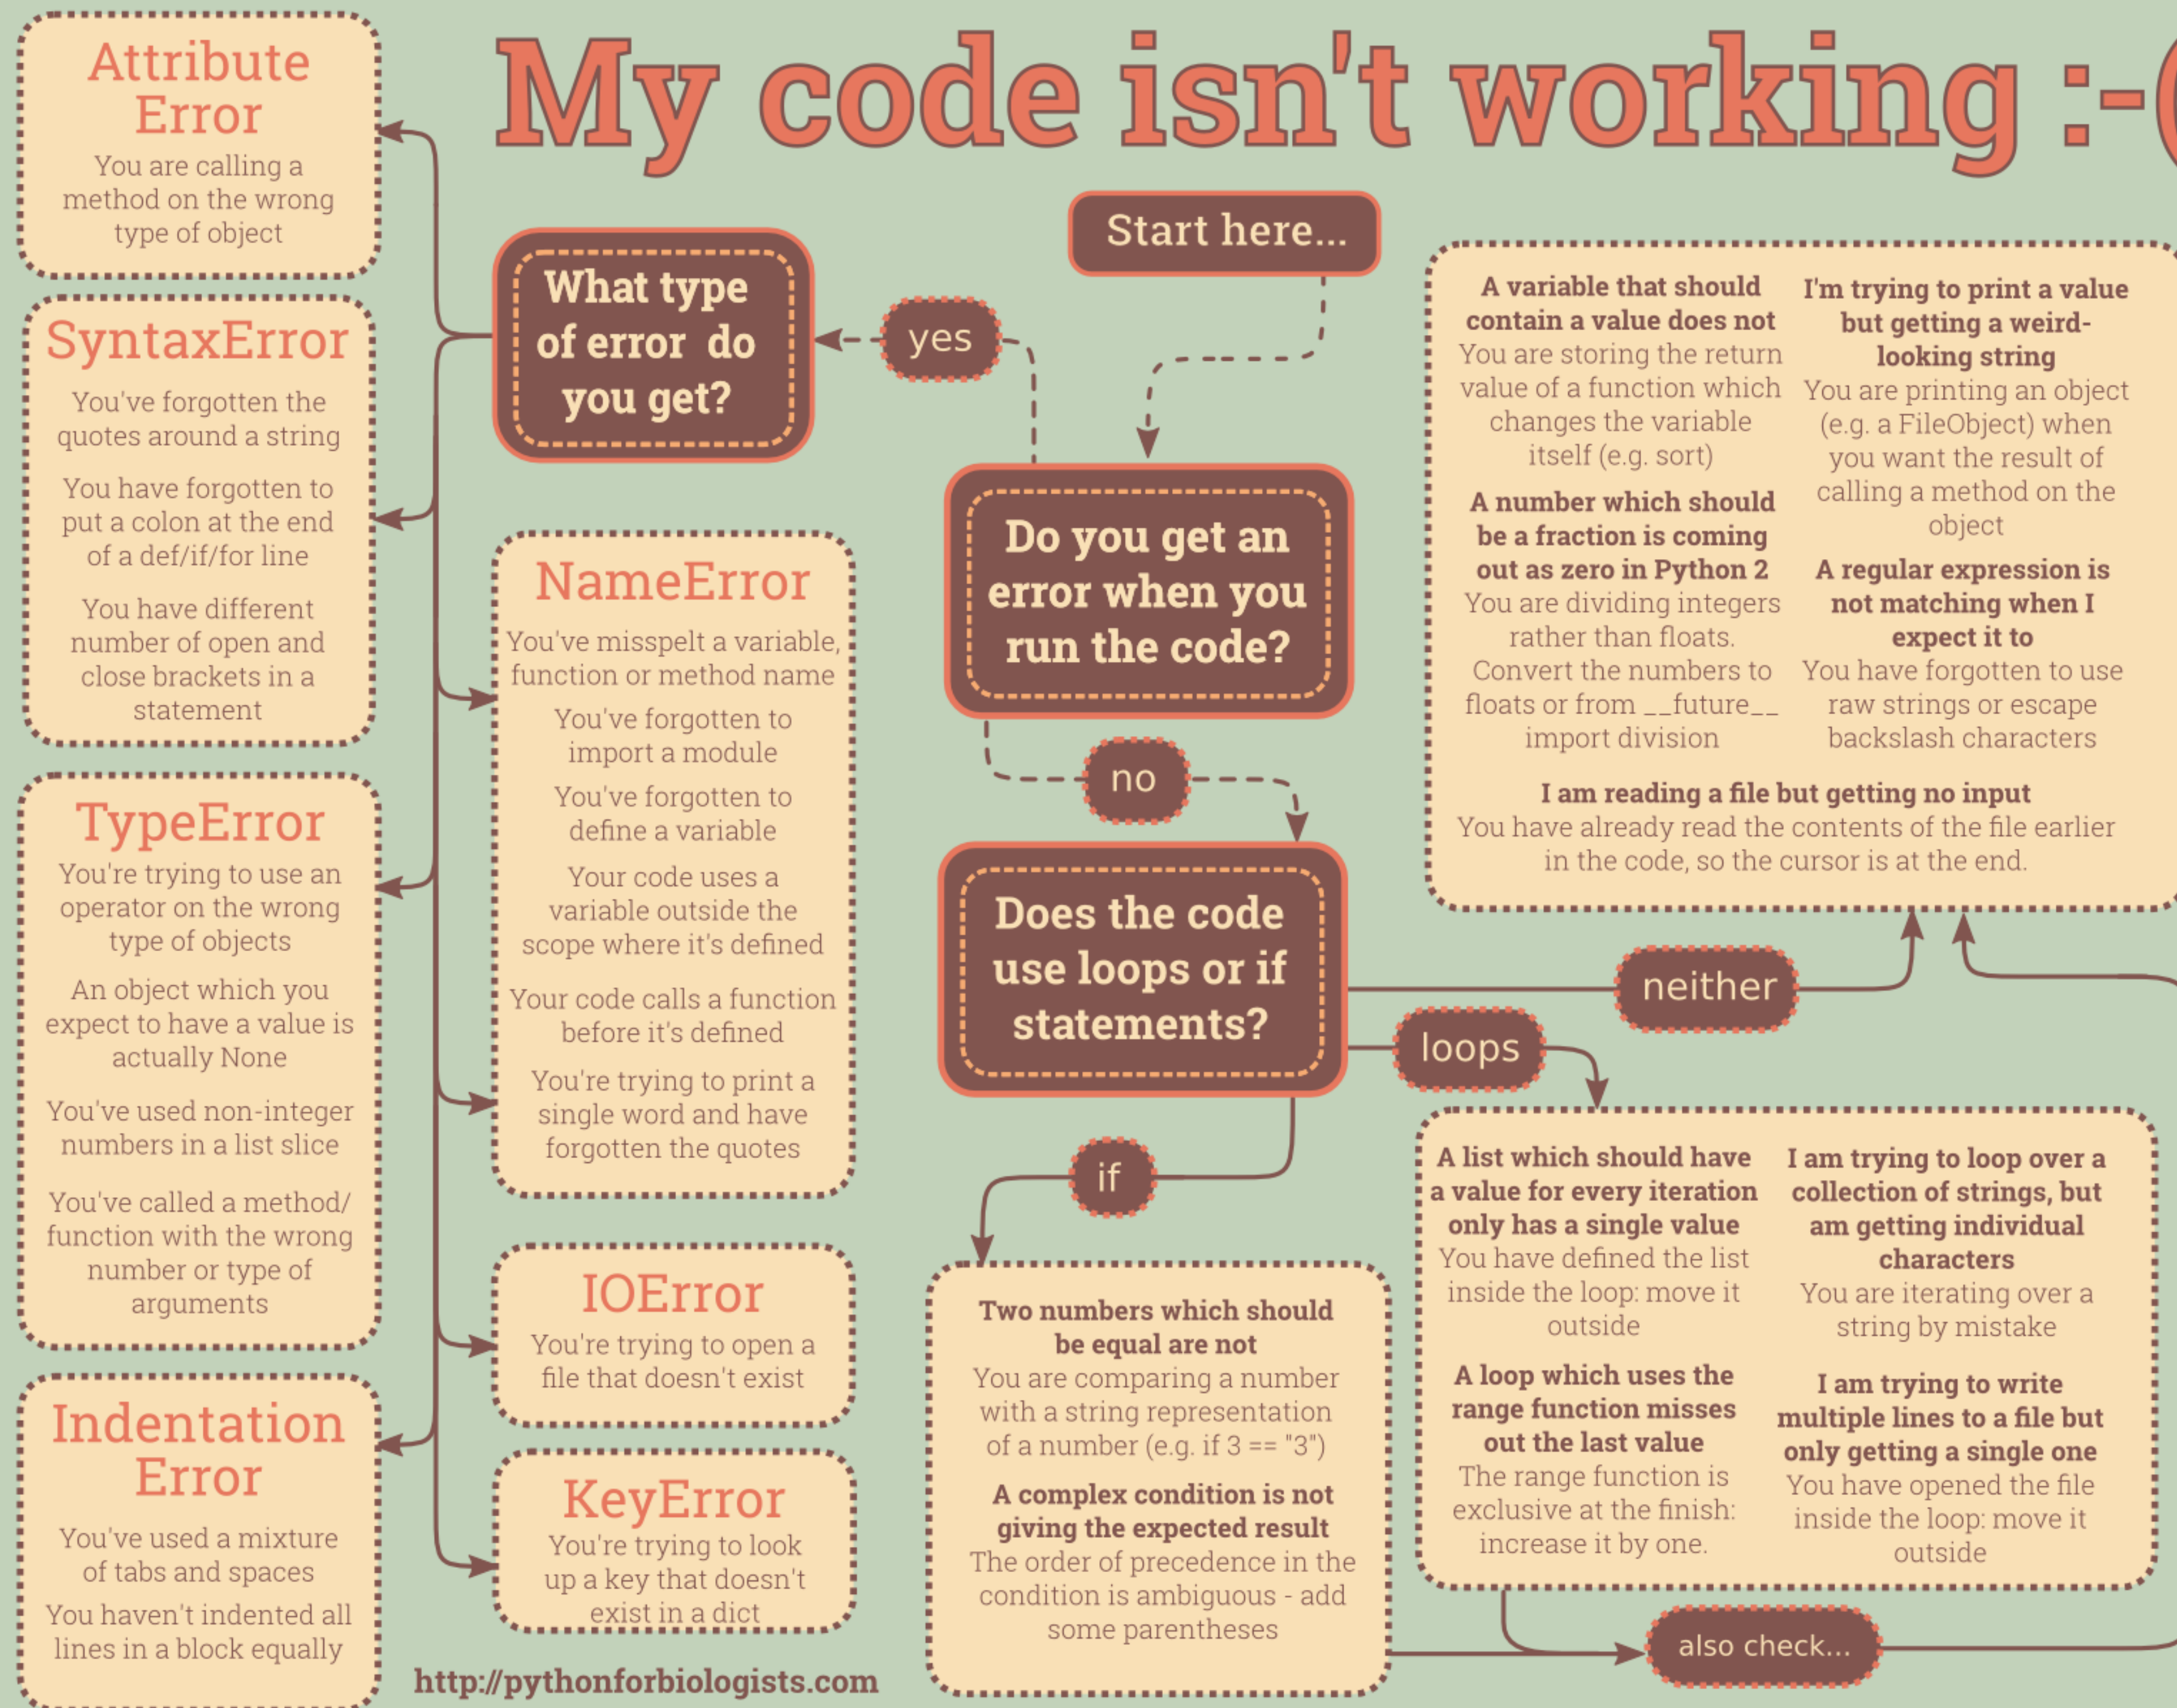 My code isn't working :-(
Start here...
Do you get an
error when you
run the code?
yes
What type
of error do
you get?
Attribute
Error
You are calling a
method on the wrong
type of object
SyntaxError
You've forgotten the
quotes around a string
You have forgotten to
put a colon at the end
of a def/if/for line
You have different
number of open and
close brackets in a
statement
TypeError
You're trying to use an
operator on the wrong
type of objects
An object which you
expect to have a value is
actually None
You've used non-integer
numbers in a list slice
You've called a method/
function with the wrong
number or type of
arguments
Indentation
Error
You've used a mixture
of tabs and spaces
You haven't indented all
lines in a block equally
NameError
You've misspelt a variable,
function or method name
You've forgotten to
import a module
You've forgotten to
define a variable
Your code uses a
variable outside the
scope where it's defined
Your code calls a function
before it's defined
You're trying to print a
single word and have
forgotten the quotes
IOError
You're trying to open a
file that doesn't exist
KeyError
You're trying to look
up a key that doesn't
exist in a dict
http://pythonforbiologists.com
no
Does the code
use loops or if
statements?
neither
loops
if
A variable that should
contain a value does not
You are storing the return
value of a function which
changes the variable
itself (e.g. sort)
A number which should
be a fraction is coming
out as zero in Python 2
You are dividing integers
rather than floats.
Convert the numbers to
floats or from __future__
import division
I'm trying to print a value
but getting a weird-
looking string
You are printing an object
(e.g. a FileObject) when
you want the result of
calling a method on the
object
A regular expression is
not matching when I
expect it to
You have forgotten to use
raw strings or escape
backslash characters
I am reading a file but getting no input
You have already read the contents of the file earlier
in the code, so the cursor is at the end.
Two numbers which should
be equal are not
You are comparing a number
with a string representation
of a number (e.g. if 3 == "3")
A complex condition is not
giving the expected result
The order of precedence in the
condition is ambiguous - add
some parentheses
A list which should have
a value for every iteration
only has a single value
You have defined the list
inside the loop: move it
outside
A loop which uses the
range function misses
out the last value
The range function is
exclusive at the finish:
increase it by one.
I am trying to loop over a
collection of strings, but
am getting individual
characters
You are iterating over a
string by mistake
I am trying to write
multiple lines to a file but
only getting a single one
You have opened the file
inside the loop: move it
outside
also check...